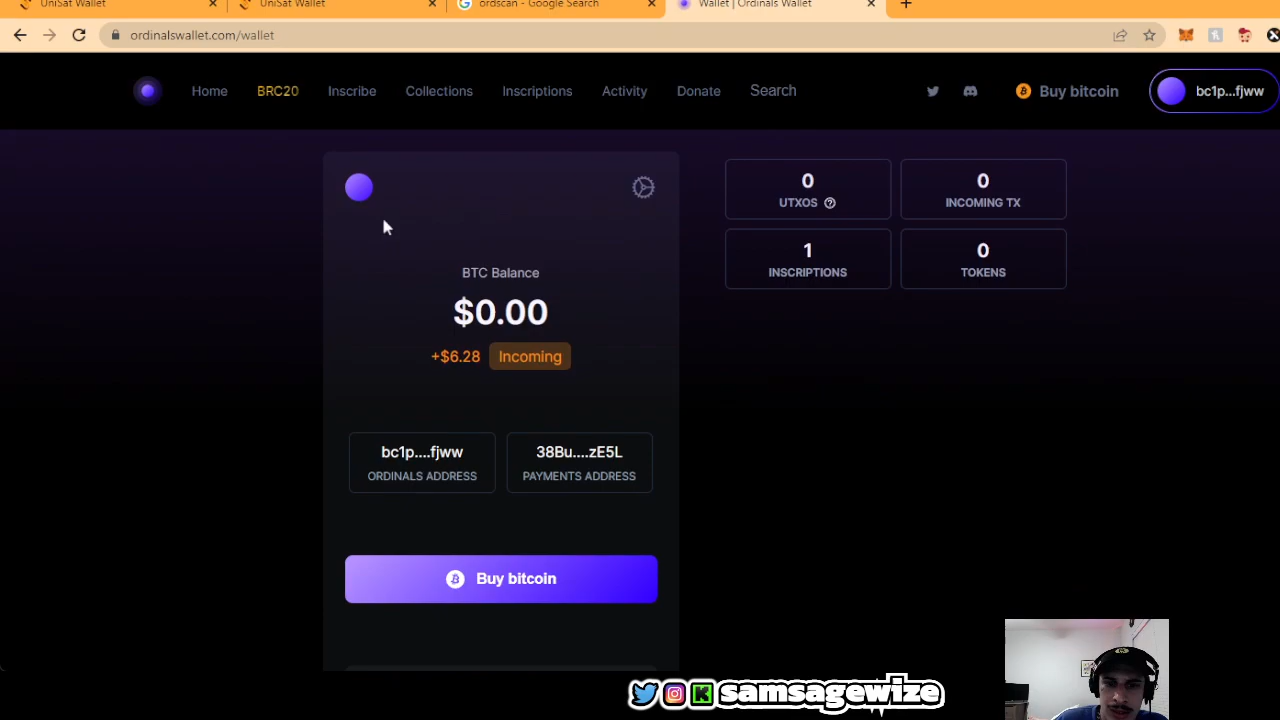 UniSat Wallet
UniSat Wallet
ordscan - Google Search
Wallet | Ordinals Wallet
ordinalswallet.com/wallet
Home BRC20 Inscribe Collections Inscriptions Activity Donate Search Buy bitcoin bc1p...fjww
0
UTXOS
0
INCOMING TX
1
INSCRIPTIONS
0
TOKENS
BTC Balance
$0.00
+$6.28 Incoming
bc1p....fjww
ORDINALS ADDRESS
38Bu....zE5L
PAYMENTS ADDRESS
Buy bitcoin
samsagewize